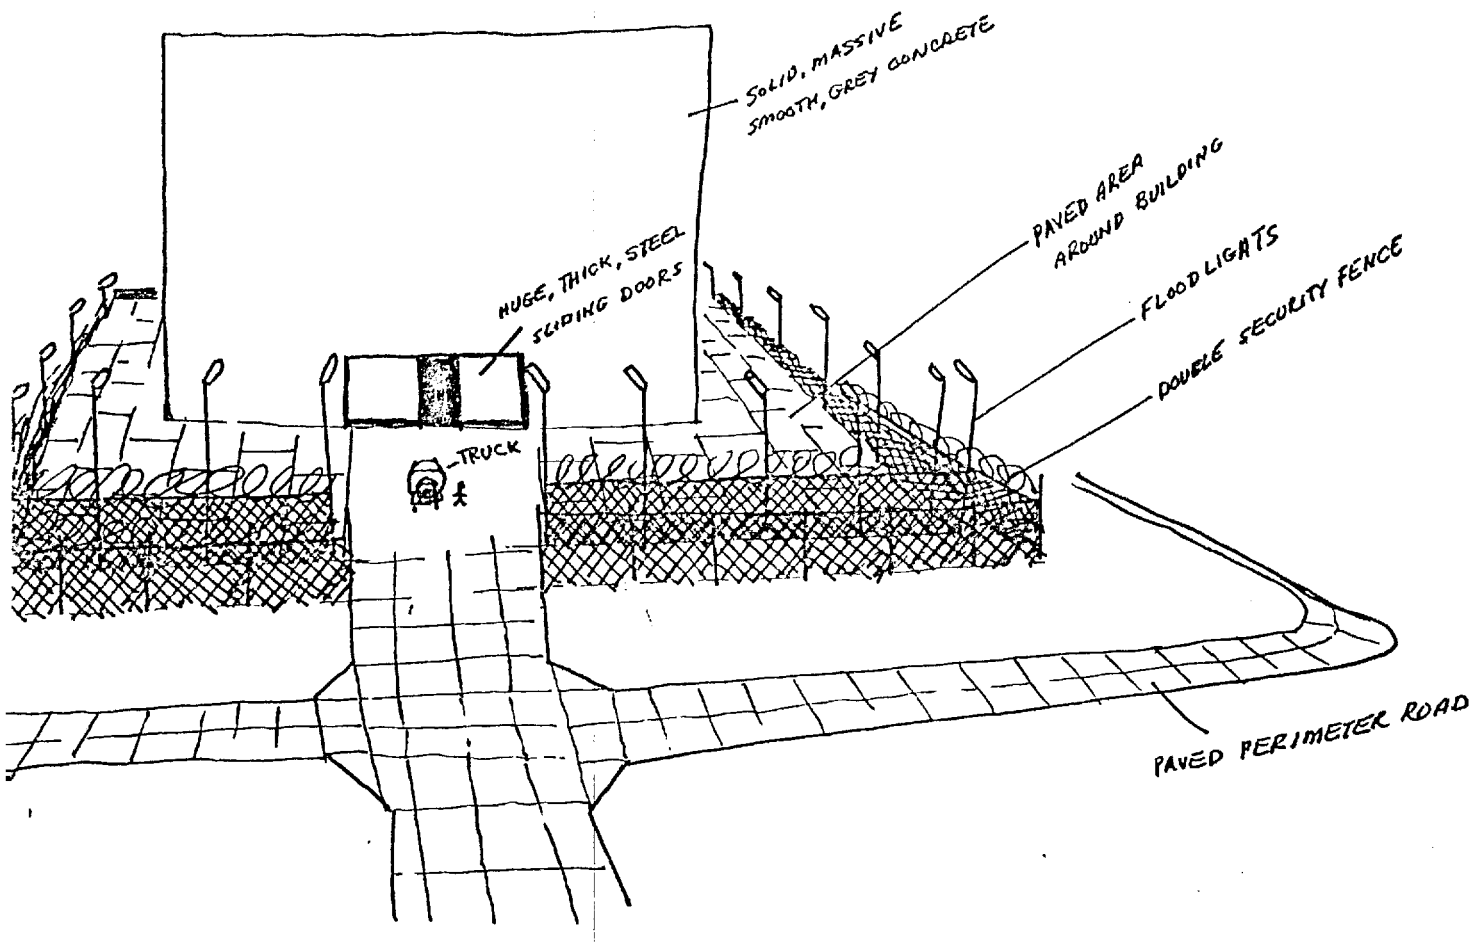 SOLID, MASSIVE
SMOOTH, GREY CONCRETE
PAVED AREA
AROUND BUILDING
HUGE, THICK, STEEL
SLIDING DOORS
FLOODLIGHTS
DOUBLE SECURITY FENCE
TRUCK
PAVED PERIMETER ROAD